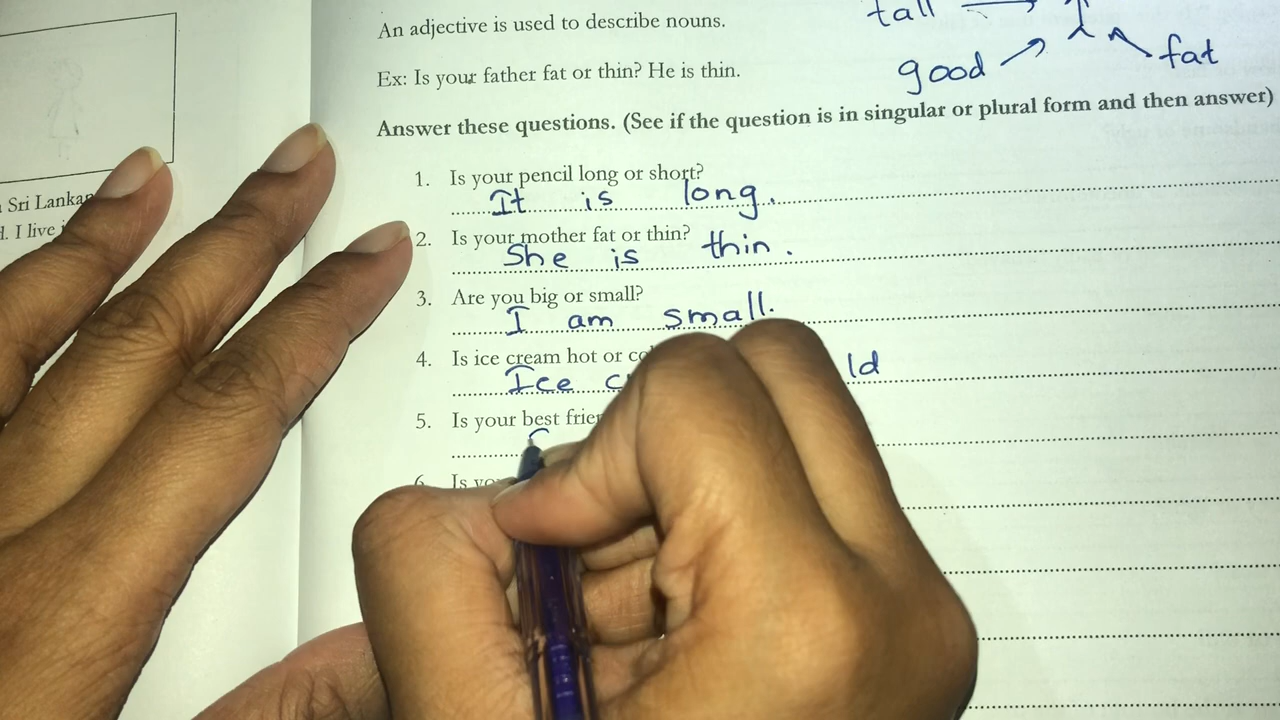 Sri Lankan
I live
An adjective is used to describe nouns.
tall
Ex: Is your father fat or thin? He is thin.
good
fat
Answer these questions. (See if the question is in singular or plural form and then answer)
1. Is your pencil long or short?
It is long.
2. Is your mother fat or thin?
She is thin.
3. Are you big or small?
I am small.
4. Is ice cream hot or
Ice ld
5. Is your best
6. Is